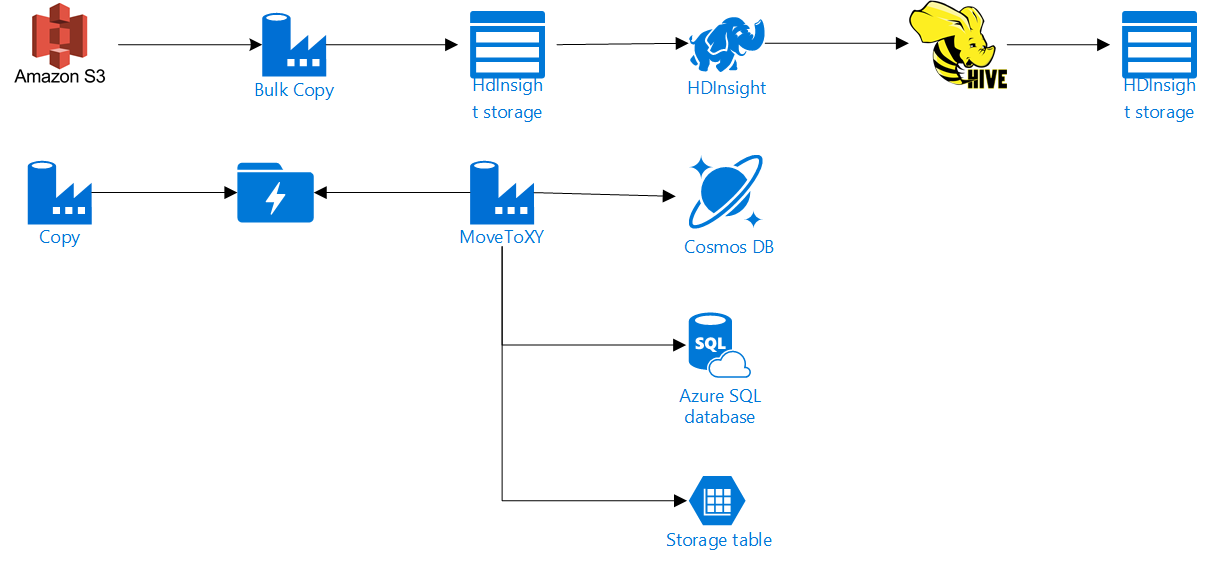 Amazon S3
Bulk Copy
HdInsigh
t storage
HDInsight
HIVE
HDInsigh
t storage
Copy
MoveToXY
Cosmos DB
SQL
Azure SQL
database
Storage table